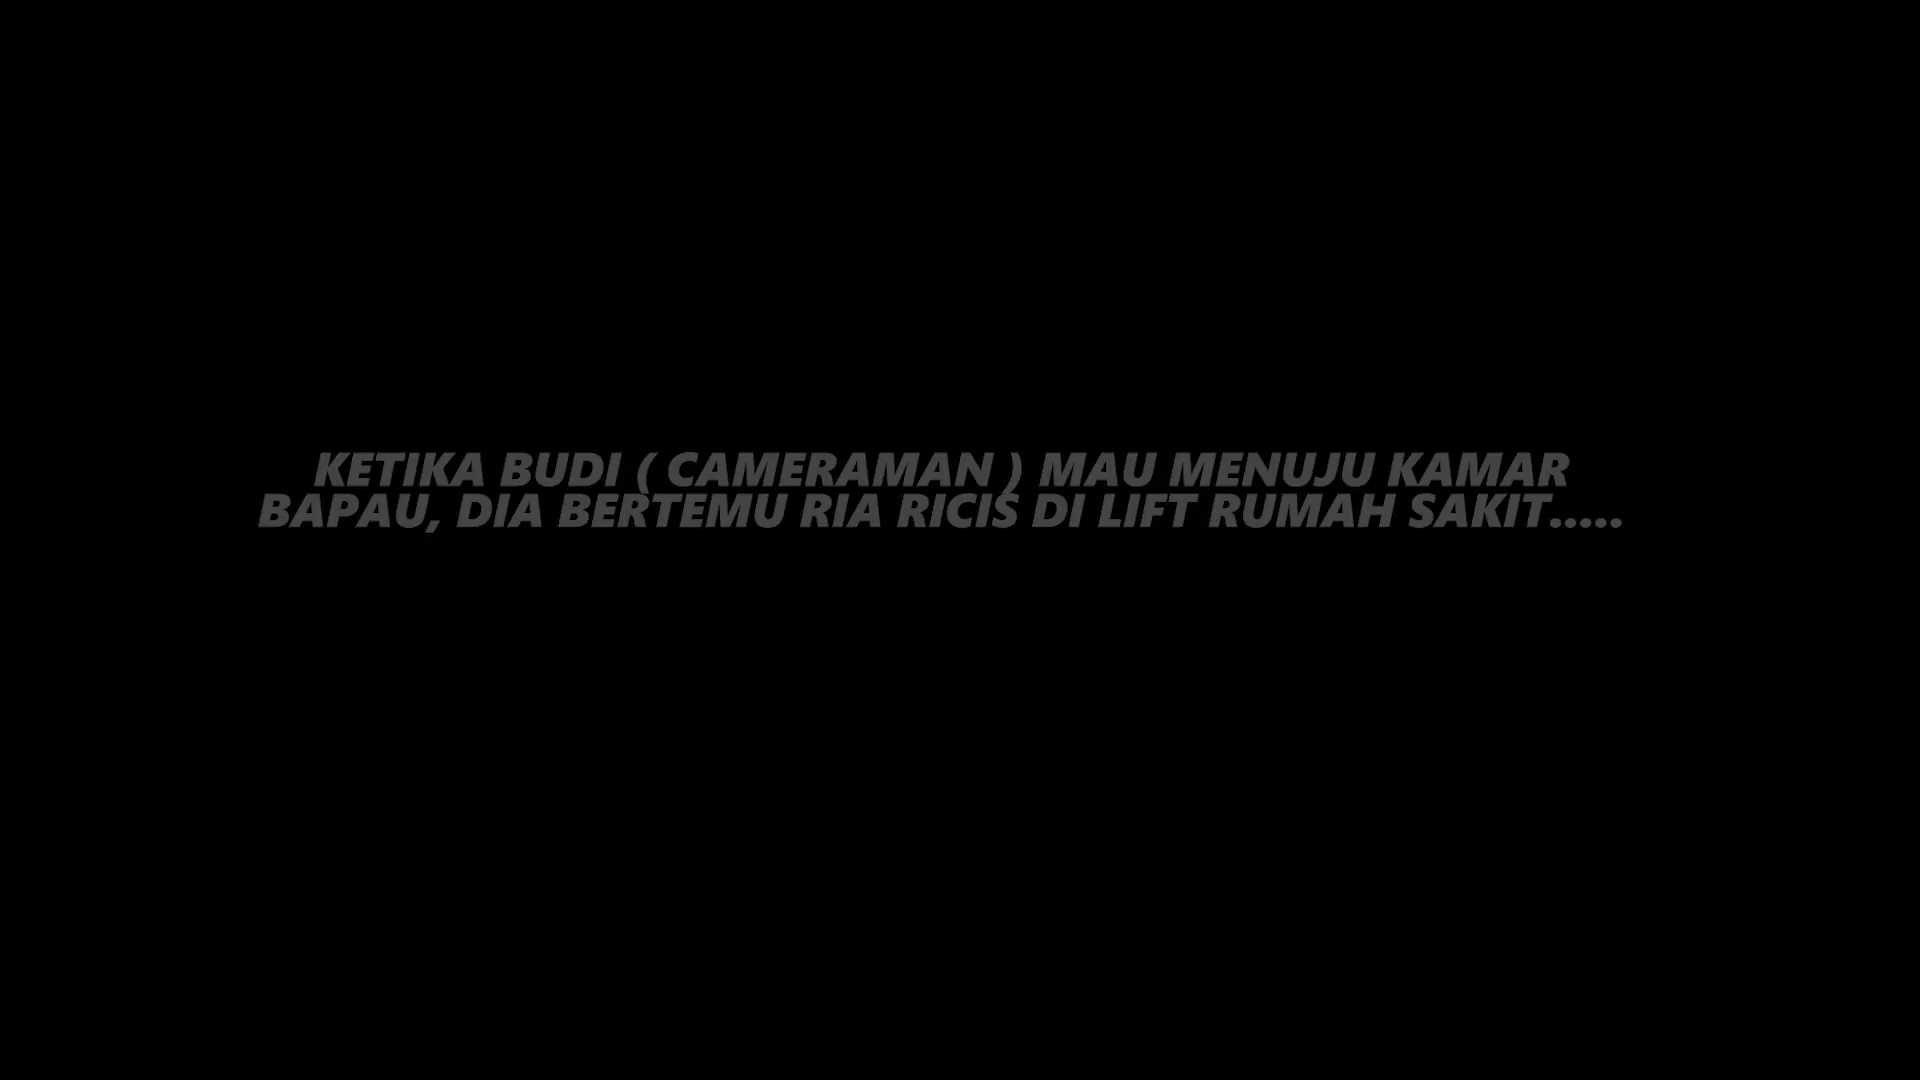 KETIKA BUDI ( CAMERAMAN ) MAU MENUJU KAMAR
BAPAU, DIA BERTEMU RIA RICIS DI LIFT RUMAH SAKIT.....